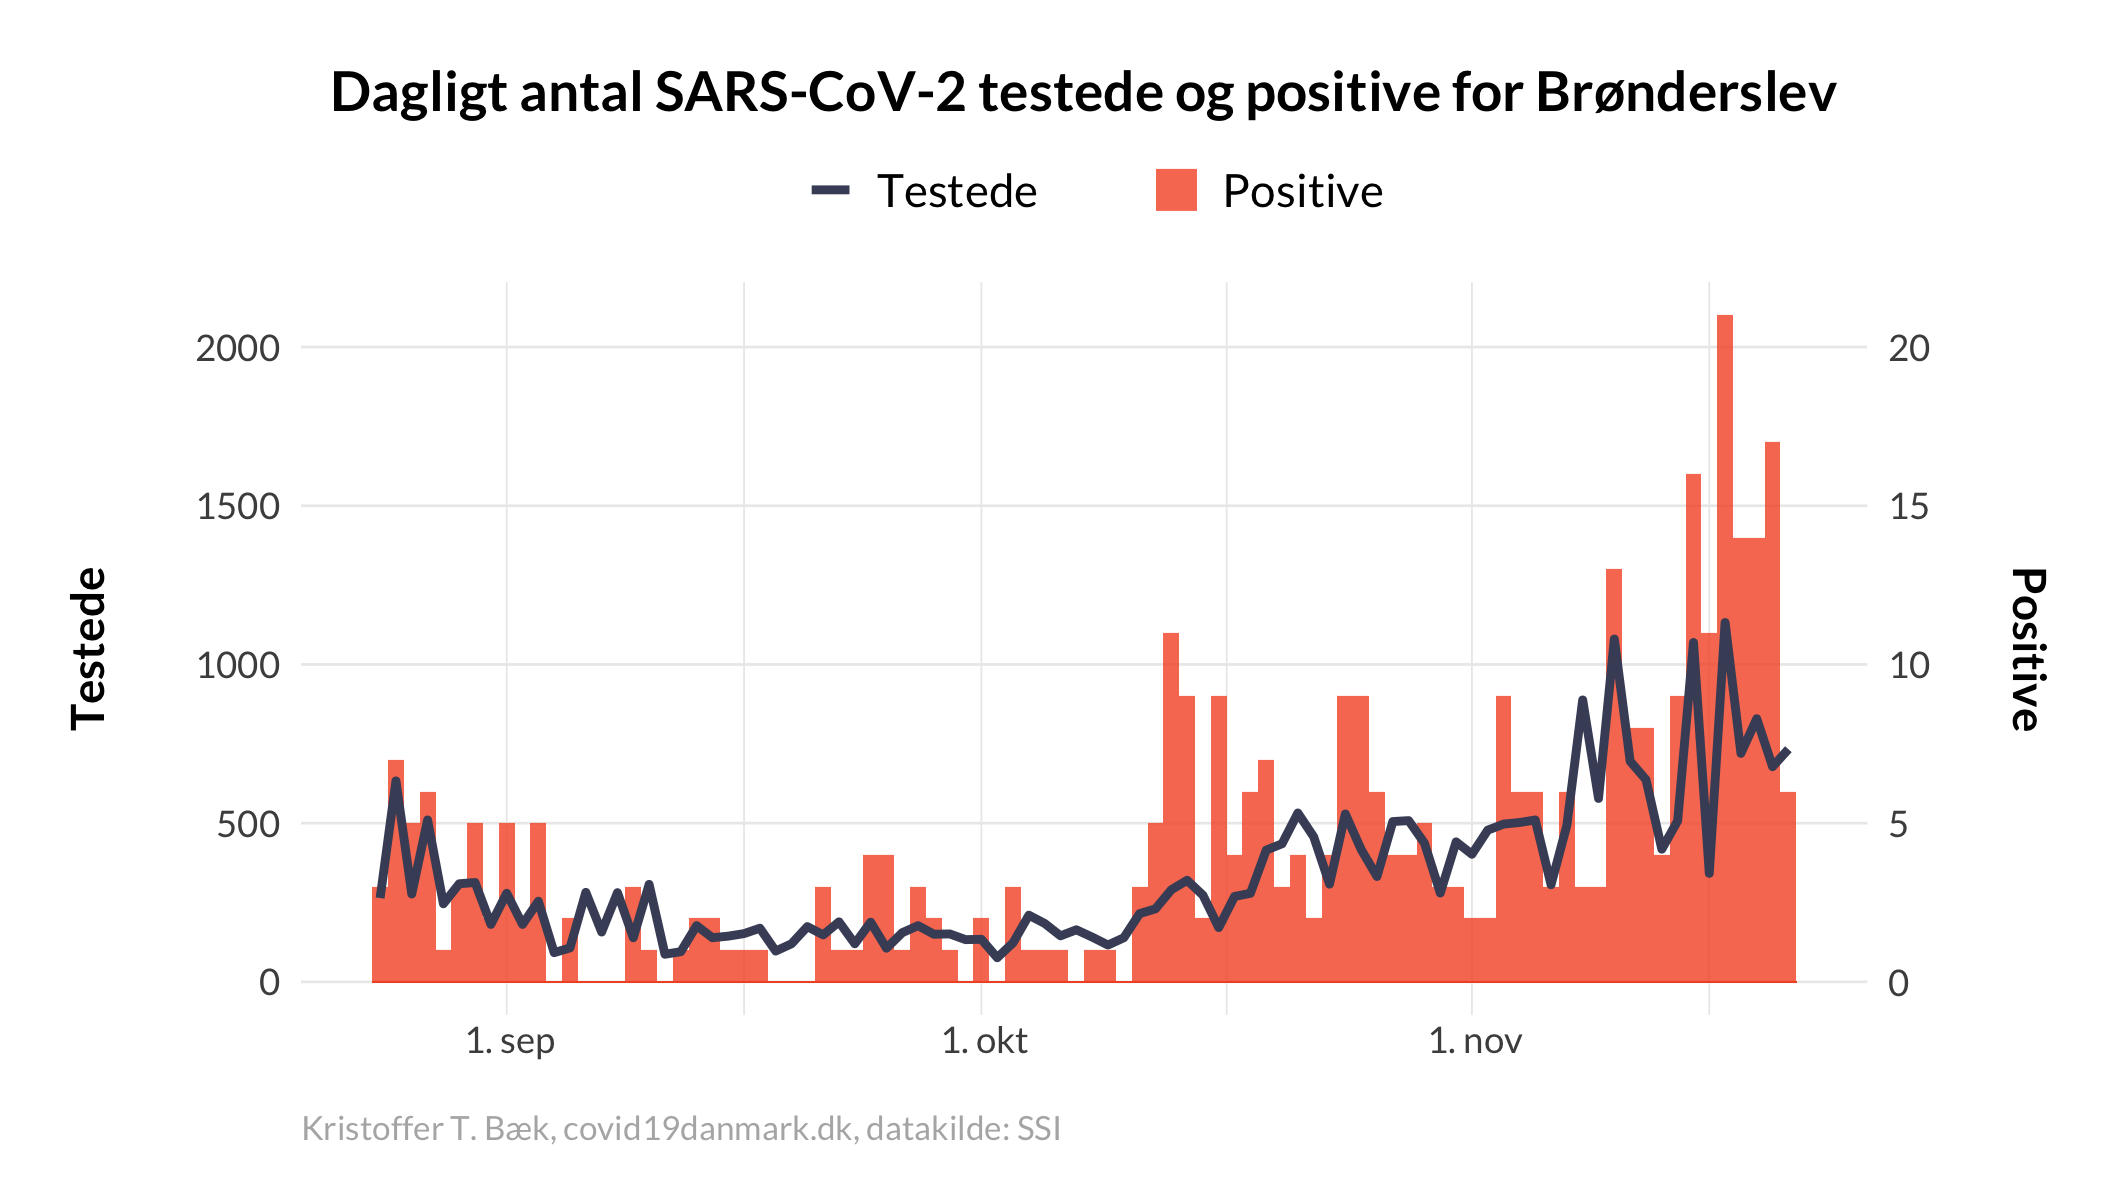 Dagligt antal SARS-CoV-2 testede og positive for Brønderslev
Testede
Positive
2000
1500
1000
500
0
20
15
10
5
0
Testede
Positive
1. sep
1. okt
1. nov
Kristoffer T. Bæk, covid19danmark.dk, datakilde: SSI